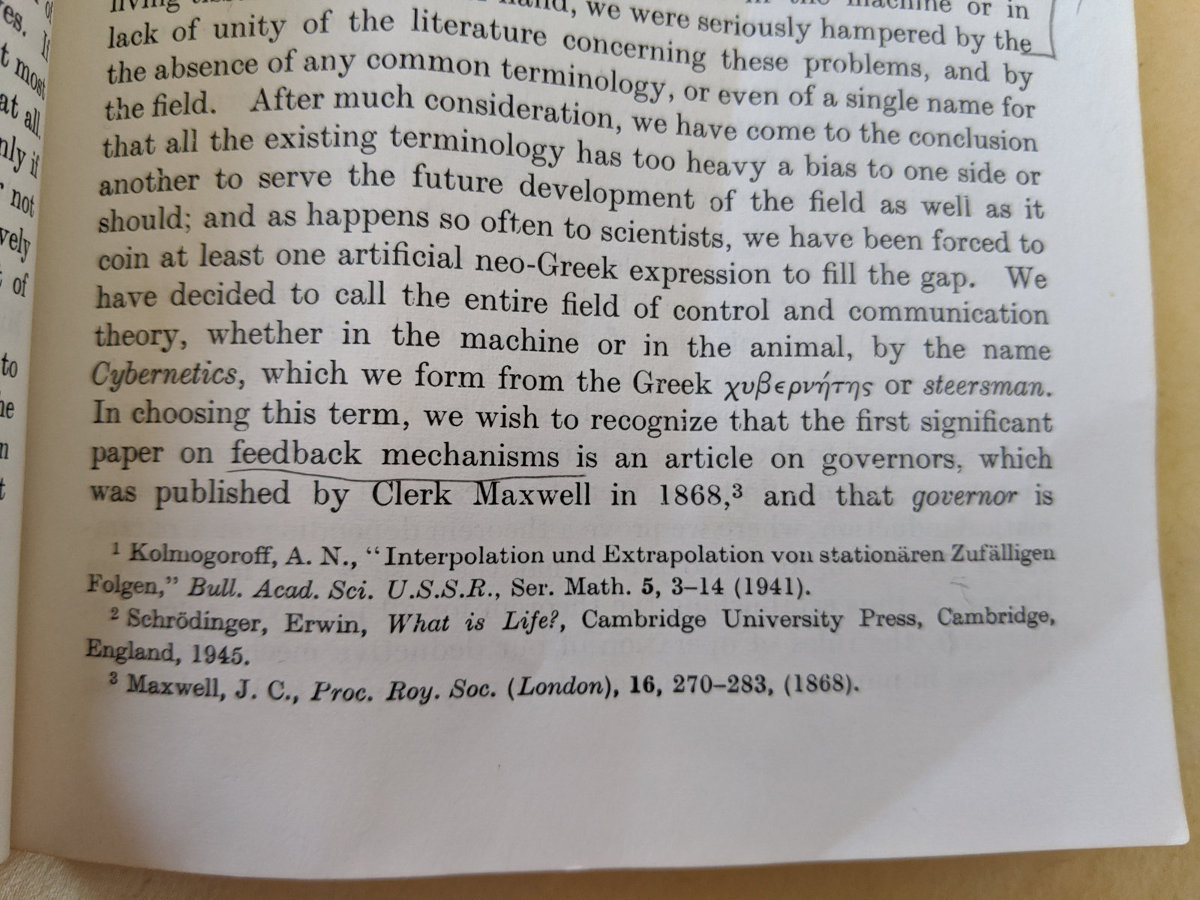 hand, we were seriously hampered by the
lack of unity of the literature concerning these problems, and by
the absence of any common terminology, or even of a single name for
the field. After much consideration, we have come to the conclusion
that all the existing terminology has too heavy a bias to one side or
another to serve the future development of the field as well as it
should; and as happens so often to scientists, we have been forced to
coin at least one artificial neo-Greek expression to fill the gap. We
have decided to call the entire field of control and communication
theory, whether in the machine or in the animal, by the name
Cybernetics, which we form from the Greek χυβερνήτης or steersman.
In choosing this term, we wish to recognize that the first significant
paper on feedback mechanisms is an article on governors, which
was published by Clerk Maxwell in 1868,³ and that governor is
¹ Kolmogoroff, A. N., “Interpolation und Extrapolation von stationären Zufälligen
Folgen,” Bull. Acad. Sci. U.S.S.R., Ser. Math. 5, 3–14 (1941).
² Schrödinger, Erwin, What is Life?, Cambridge University Press, Cambridge,
England, 1945.
³ Maxwell, J. C., Proc. Roy. Soc. (London), 16, 270–283, (1868).